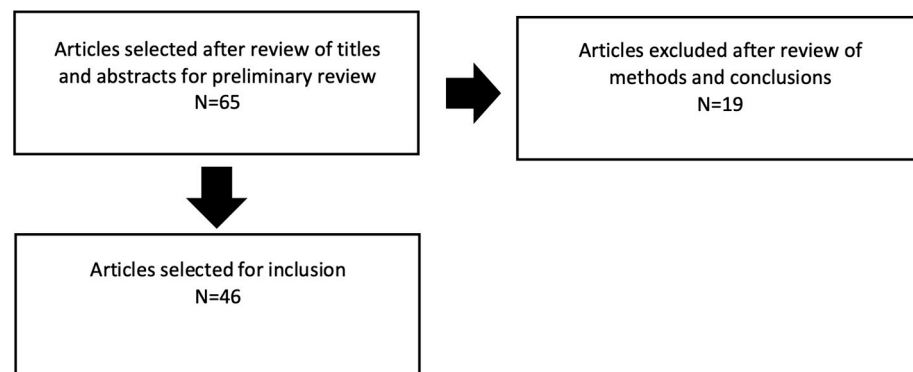 Articles selected after review of titles
and abstracts for preliminary review
N=65
Articles excluded after review of
methods and conclusions
N=19
Articles selected for inclusion
N=46